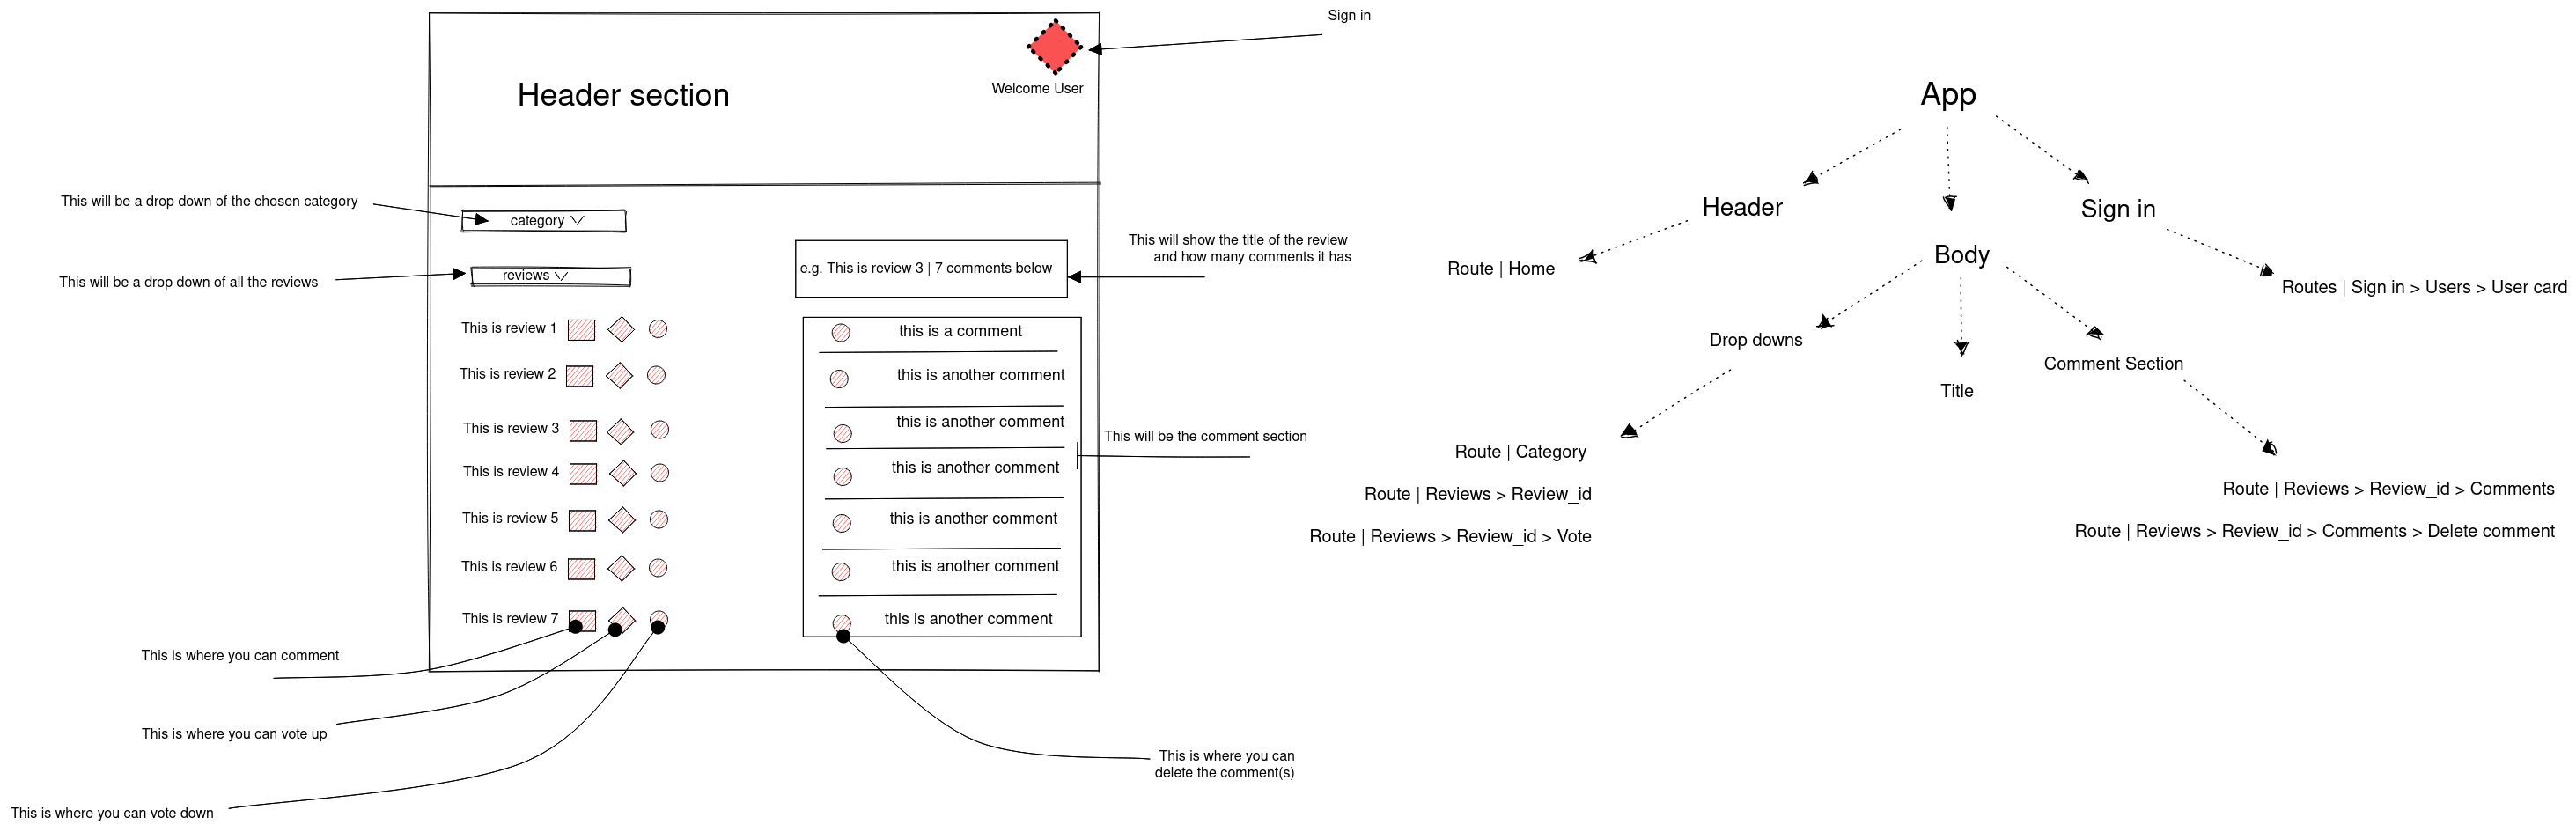 Sign in
Header section
Welcome User
This will be a drop down of the chosen category
category
This will be a drop down of all the reviews
reviews
This will show the title of the review
and how many comments it has
e.g. This is review 3 | 7 comments below
This is review 1
This is review 2
This is review 3
This is review 4
This is review 5
This is review 6
This is review 7
this is a comment
this is another comment
this is another comment
this is another comment
this is another comment
this is another comment
this is another comment
This will be the comment section
This is where you can comment
This is where you can vote up
This is where you can vote down
This is where you can
delete the comment(s)
App
Header
Body
Sign in
Route | Home
Routes | Sign in > Users > User card
Drop downs
Title
Comment Section
Route | Category
Route | Reviews > Review_id
Route | Reviews > Review_id > Vote
Route | Reviews > Review_id > Comments
Route | Reviews > Review_id > Comments > Delete comment